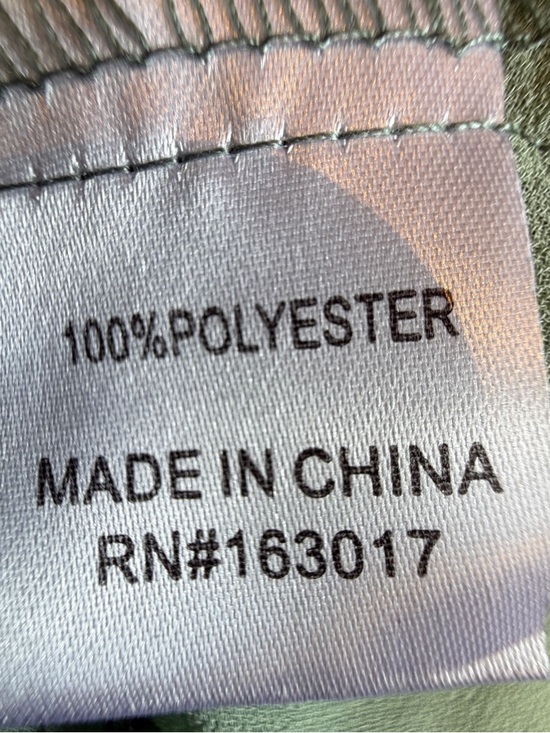 100%POLYESTER
MADE IN CHINA
RN#163017